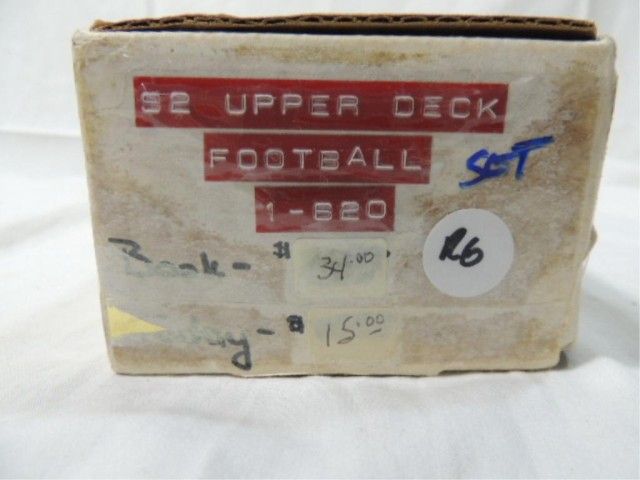 92 UPPER DECK
FOOTBALL SET
1-620
Book- $ 34.00
R6
- $ 15.00